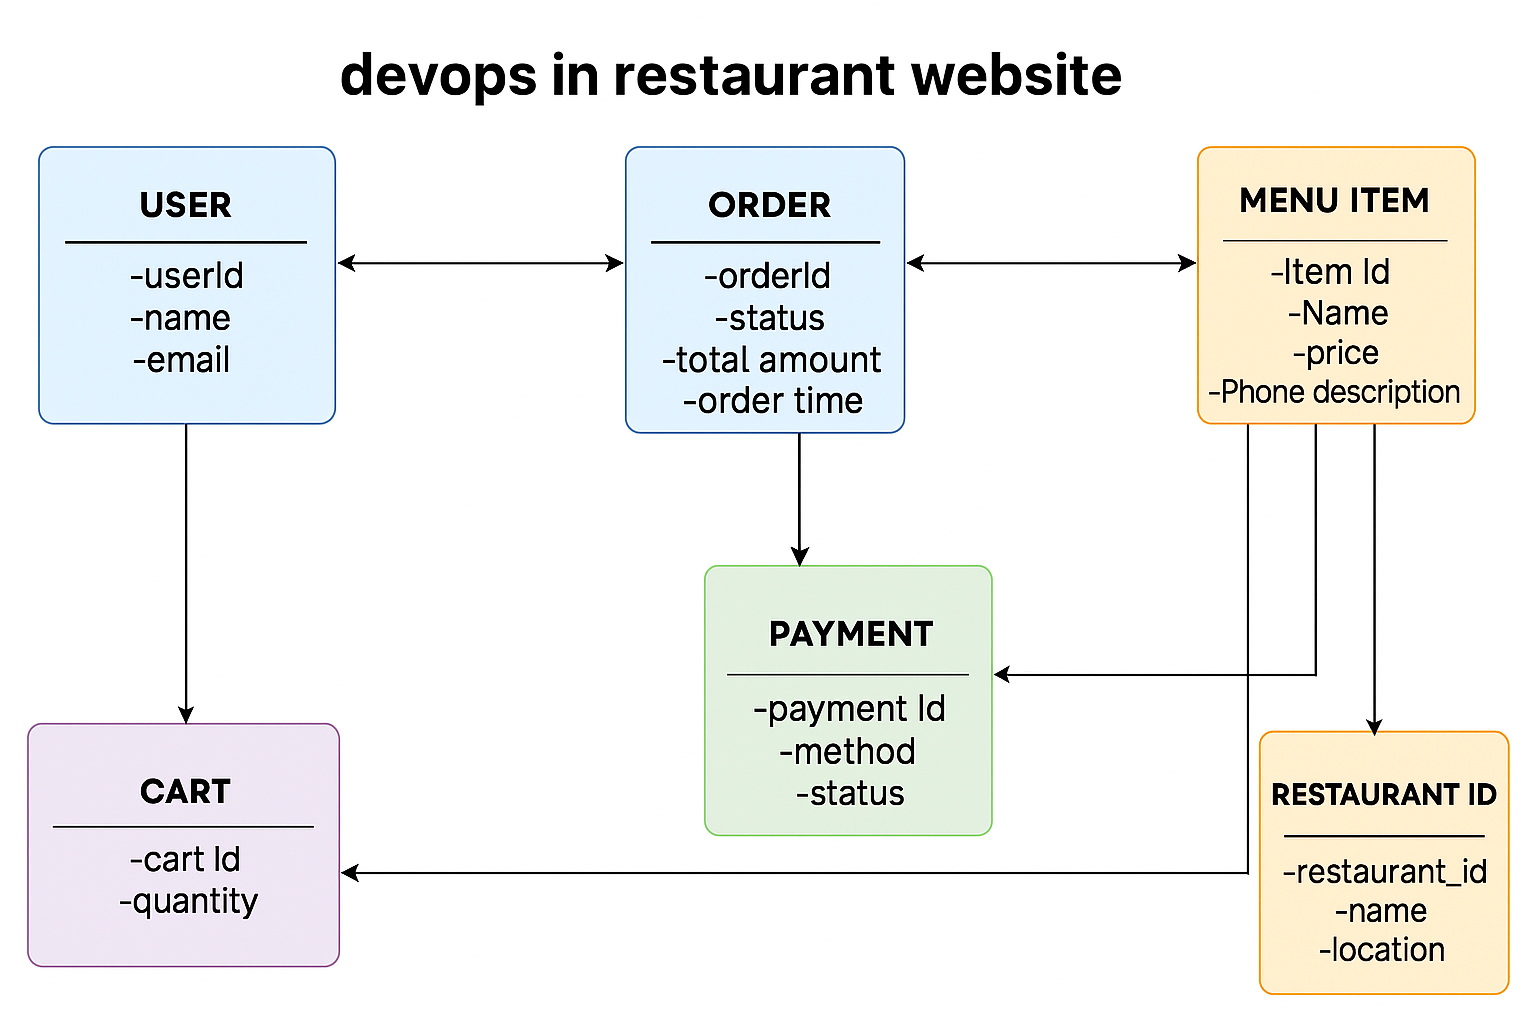 devops in restaurant website
USER
-userId
-name
-email
ORDER
-orderId
-status
-total amount
-order time
MENU ITEM
-Item Id
-Name
-price
-Phone description
PAYMENT
-payment Id
-method
-status
CART
-cart Id
-quantity
RESTAURANT ID
-restaurant_id
-name
-location